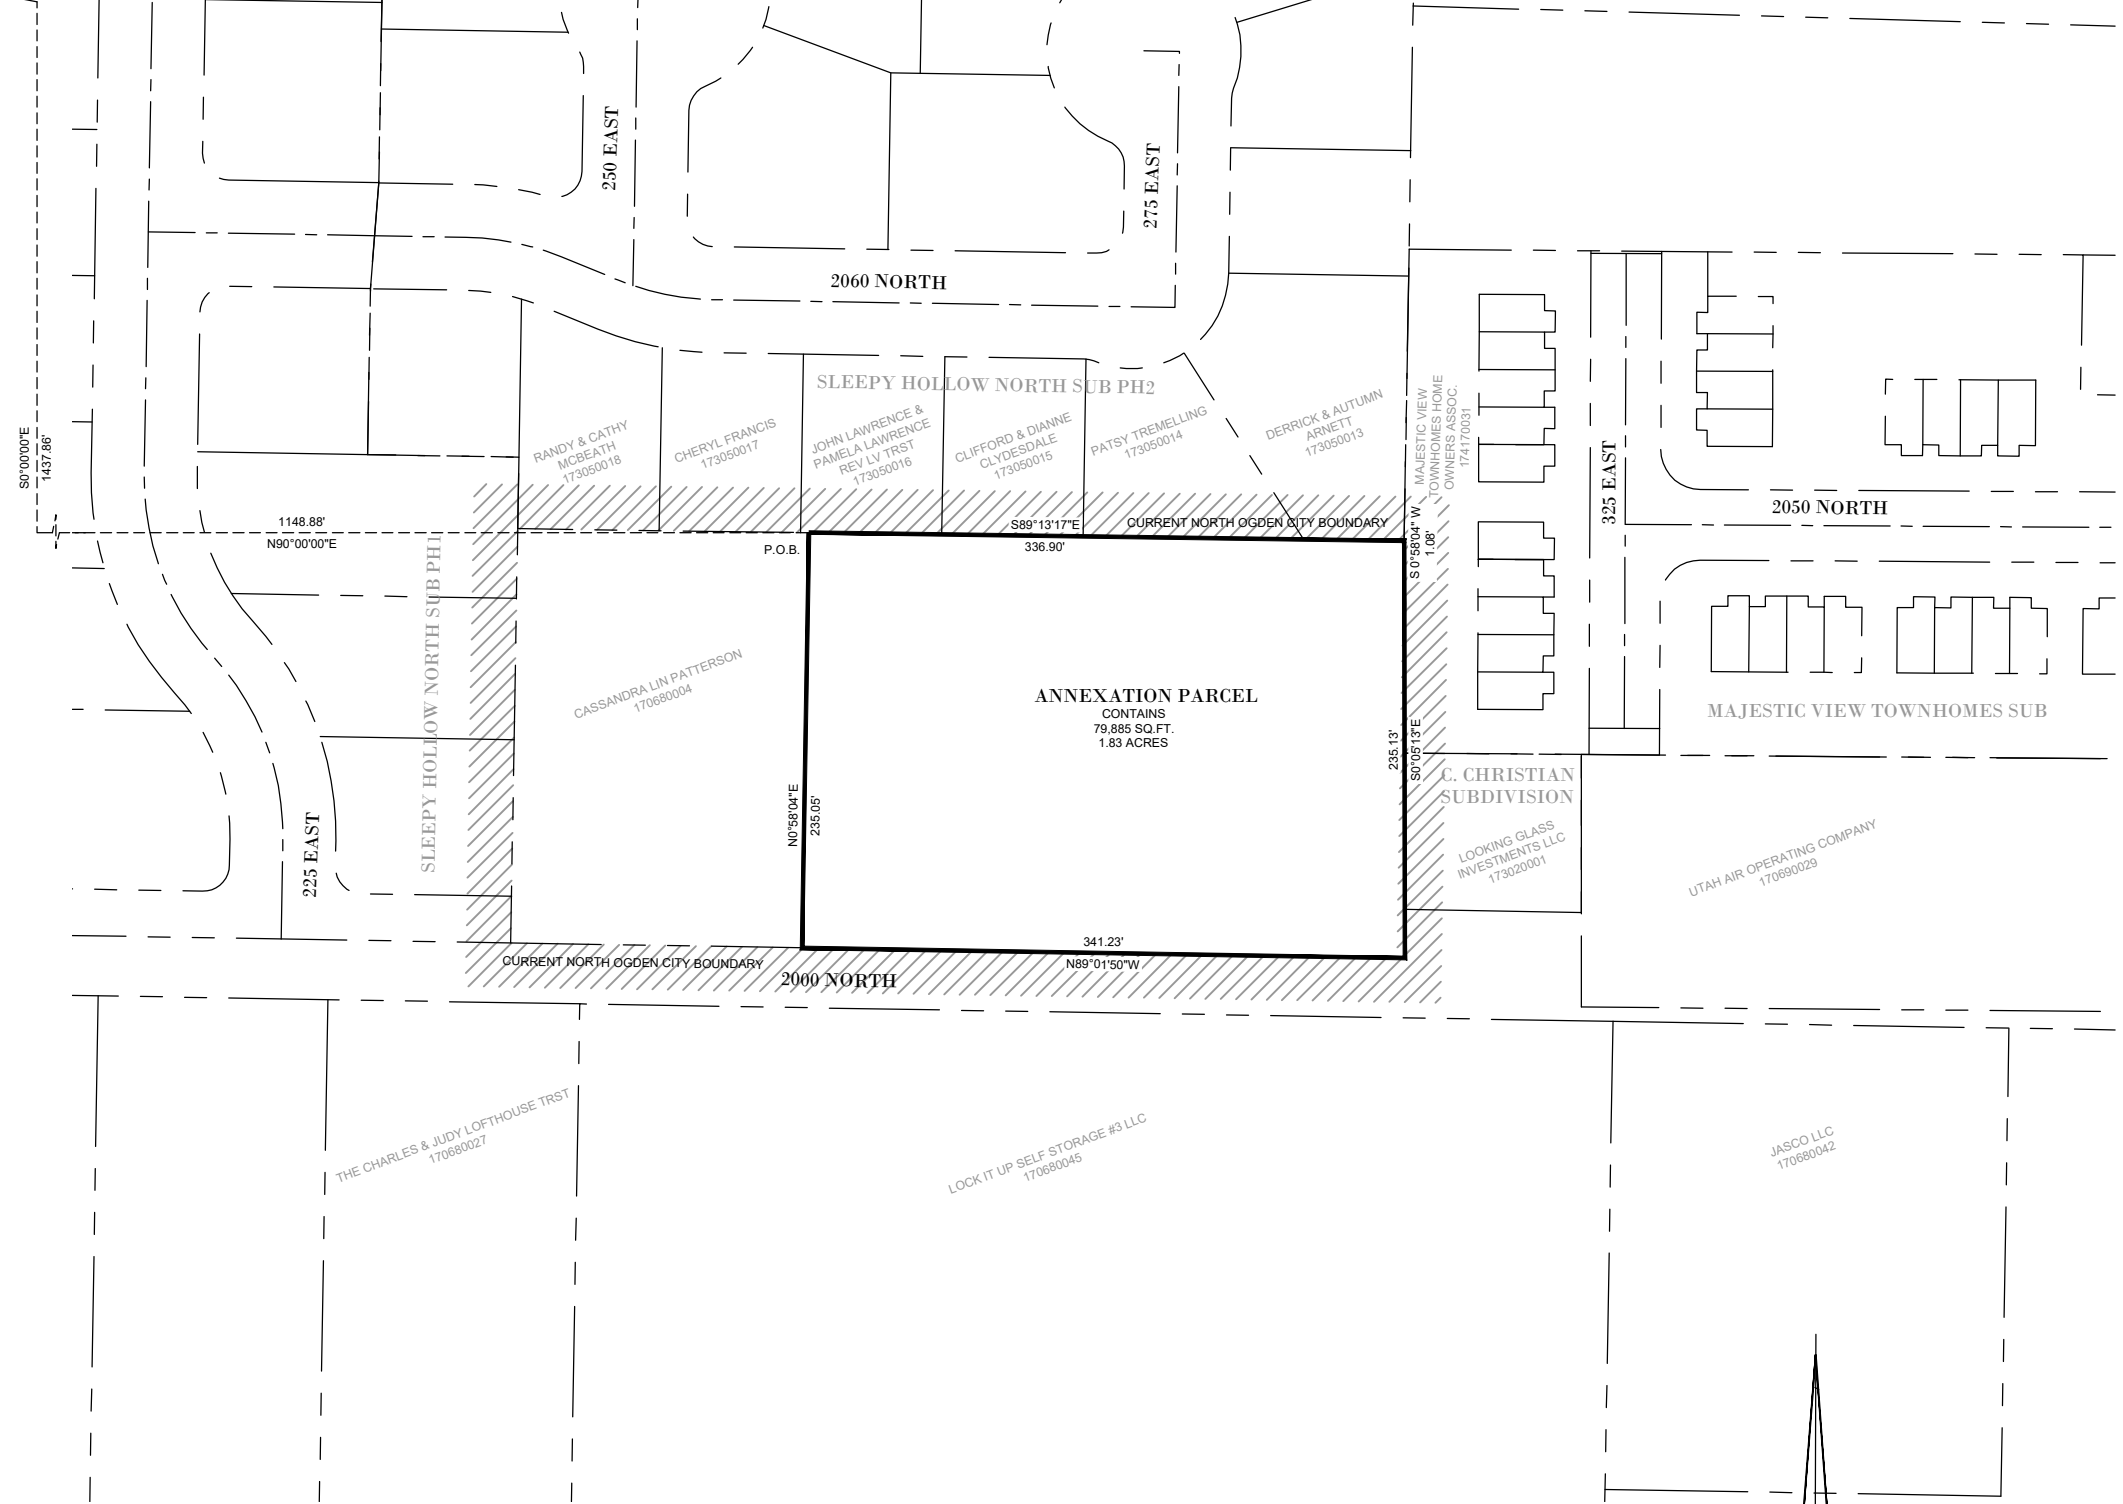 250 EAST
275 EAST
2060 NORTH
SLEEPY HOLLOW NORTH SUB PH2
RANDY & CATHY
MCBEATH
173050018
CHERYL FRANCIS
173050017
JOHN LAWRENCE &
PAMELA LAWRENCE
REV LV TRST
173050016
CLIFFORD & DIANNE
CLYDESDALE
173050015
PATSY TREMELLING
173050014
DERRICK & AUTUMN
ARNETT
173050013
MAJESTIC VIEW
TOWNHOMES HOME
OWNERS ASSOC.
174170031
325 EAST
2050 NORTH
S0°00'00"E
1437.86'
1148.88'
N90°00'00"E
P.O.B.
S89°13'17"E
336.90'
CURRENT NORTH OGDEN CITY BOUNDARY
S 0°58'04" W
1.08'
SLEEPY HOLLOW NORTH SUB PH1
CASSANDRA LIN PATTERSON
170680004
ANNEXATION PARCEL
CONTAINS
79,885 SQ.FT.
1.83 ACRES
235.13'
S0°05'13"E
MAJESTIC VIEW TOWNHOMES SUB
C. CHRISTIAN
SUBDIVISION
LOOKING GLASS
INVESTMENTS LLC
173020001
UTAH AIR OPERATING COMPANY
170690029
N0°58'04"E
235.05'
225 EAST
341.23'
N89°01'50"W
CURRENT NORTH OGDEN CITY BOUNDARY
2000 NORTH
THE CHARLES & JUDY LOFTHOUSE TRST
170680027
LOCK IT UP SELF STORAGE #3 LLC
170680045
JASCO LLC
170680042